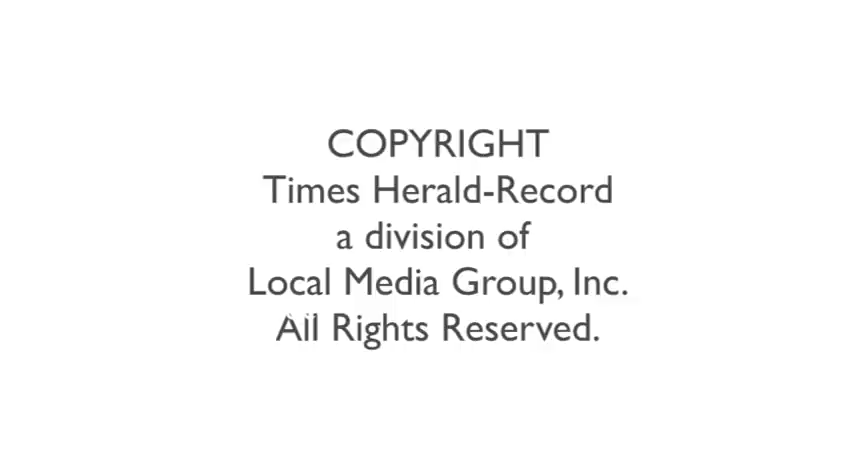 COPYRIGHT
Times Herald-Record
a division of
Local Media Group, Inc.
All Rights Reserved.